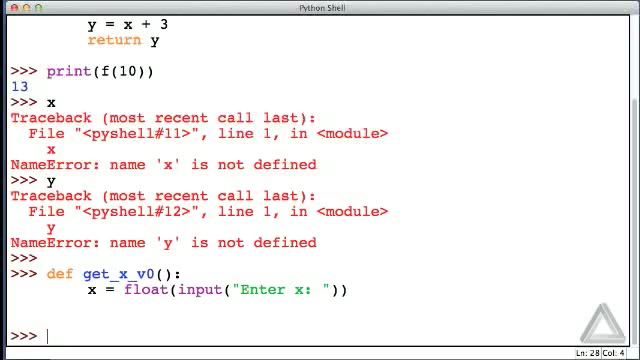 Python Shell
y = x + 3
return y
>>> print(f(10))
13
>>> x
Traceback (most recent call last):
File "<pyshell#11>", line 1, in <module>
x
NameError: name 'x' is not defined
>>> y
Traceback (most recent call last):
File "<pyshell#12>", line 1, in <module>
y
NameError: name 'y' is not defined
>>>
>>> def get_x_v0():
x = float(input("Enter x: "))
>>>
Ln: 28 Col: 4